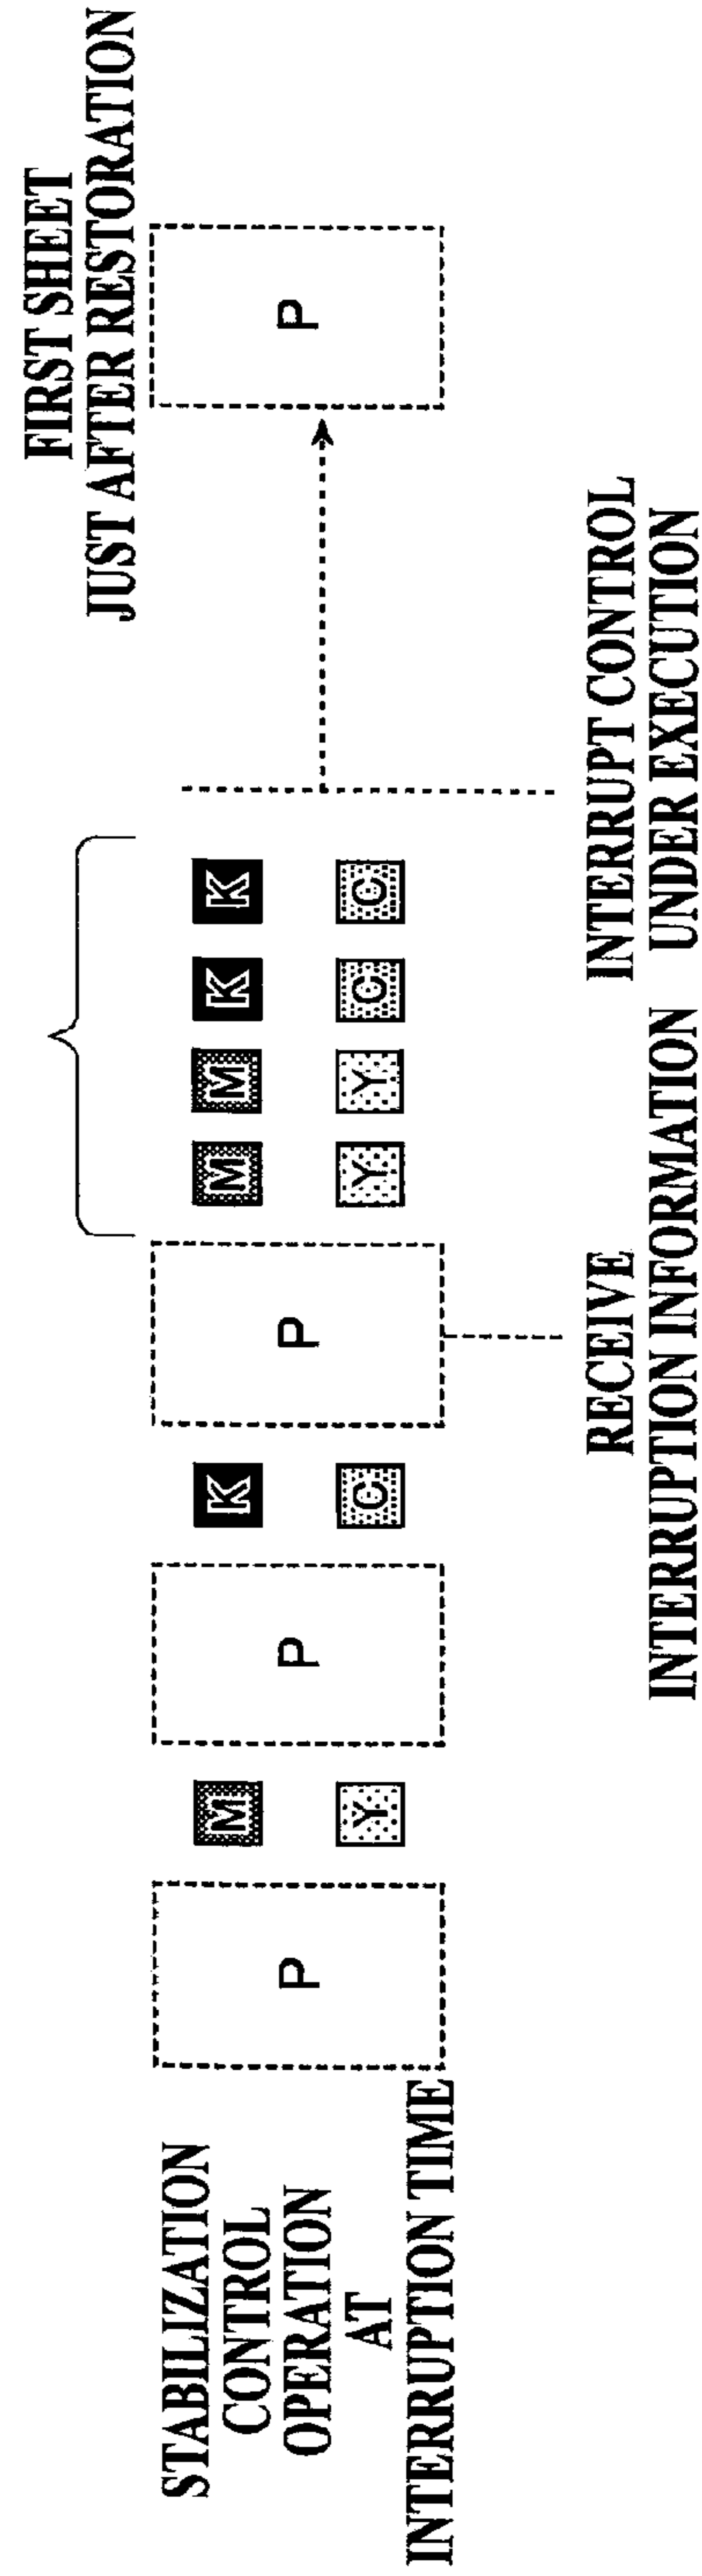 STABILIZATION
CONTROL
OPERATION
AT
INTERRUPTION TIME
P
M
Y
P
K
C
P
M
M
K
K
Y
Y
C
C
FIRST SHEET
JUST AFTER RESTORATION
P
RECEIVE
INTERRUPTION INFORMATION
INTERRUPT CONTROL
UNDER EXECUTION